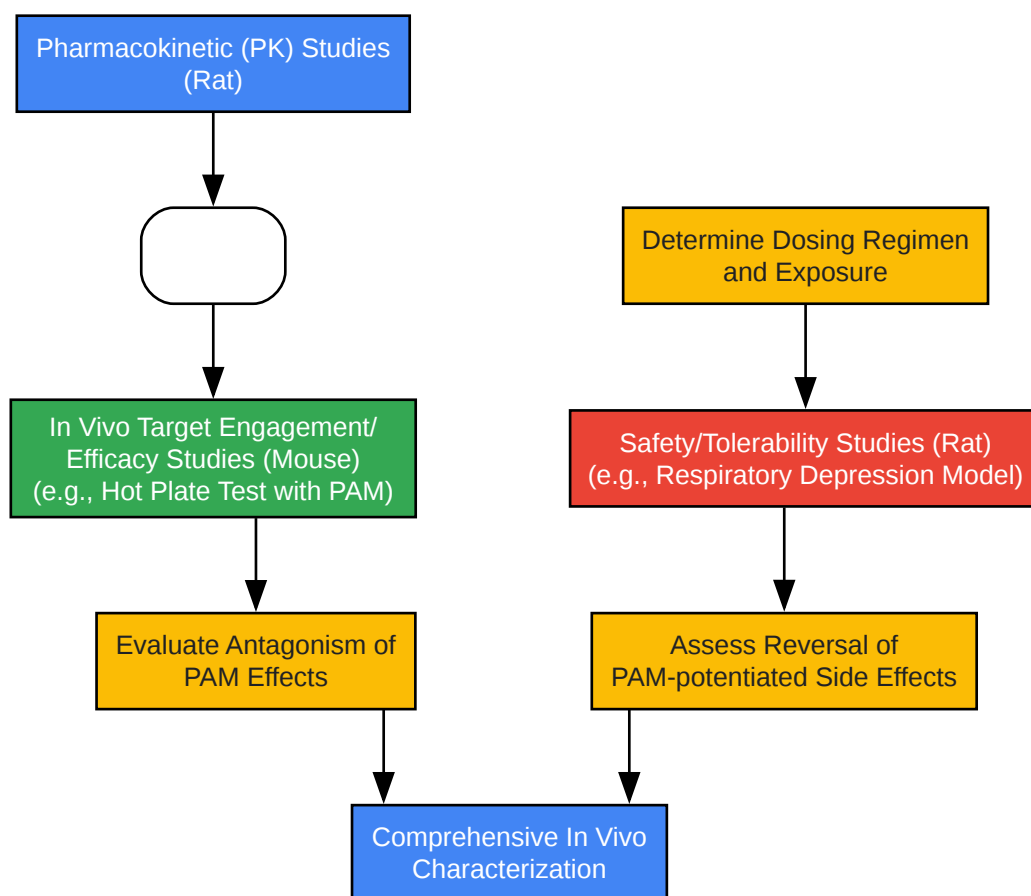 Pharmacokinetic (PK) Studies
(Rat)
Determine Dosing Regimen
and Exposure
In Vivo Target Engagement/
Efficacy Studies (Mouse)
(e.g., Hot Plate Test with PAM)
Safety/Tolerability Studies (Rat)
(e.g., Respiratory Depression Model)
Evaluate Antagonism of
PAM Effects
Assess Reversal of
PAM-potentiated Side Effects
Comprehensive In Vivo
Characterization